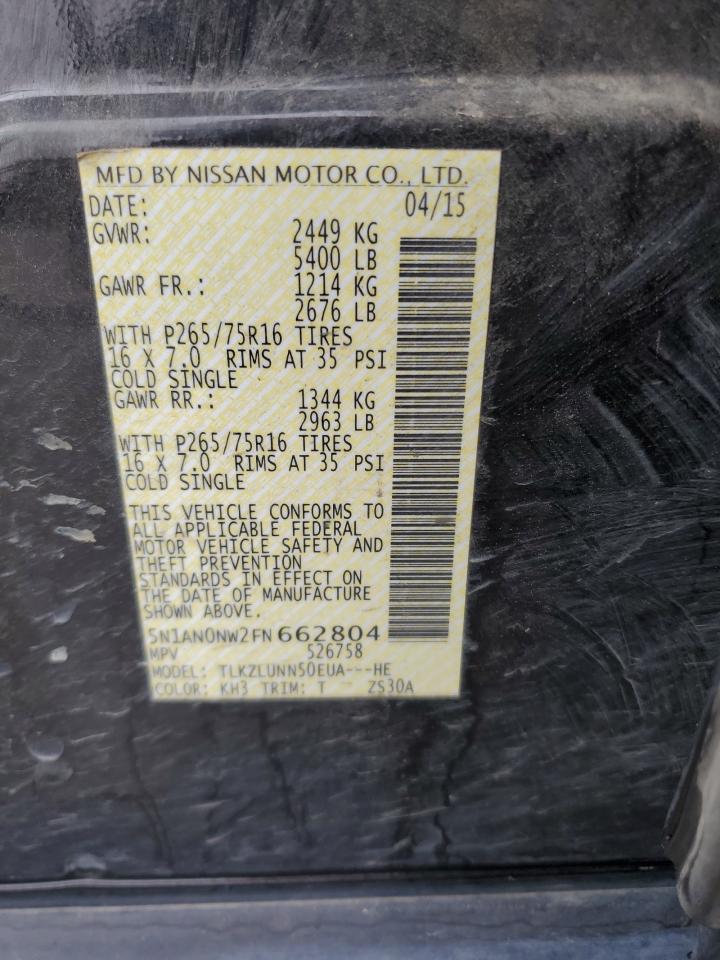 MFD BY NISSAN MOTOR CO., LTD.
DATE: 04/15
GVWR: 2449 KG
5400 LB
GAWR FR.: 1214 KG
2676 LB
WITH P265/75R16 TIRES
16 X 7.0 RIMS AT 35 PSI
COLD SINGLE
GAWR RR.: 1344 KG
2963 LB
WITH P265/75R16 TIRES
16 X 7.0 RIMS AT 35 PSI
COLD SINGLE
THIS VEHICLE CONFORMS TO
ALL APPLICABLE FEDERAL
MOTOR VEHICLE SAFETY AND
THEFT PREVENTION
STANDARDS IN EFFECT ON
THE DATE OF MANUFACTURE
SHOWN ABOVE.
5N1AN0NW2FN662804
MPV 526758
MODEL: TLKZLUNN50EUA---HE
COLOR: KH3 TRIM: T ZS30A